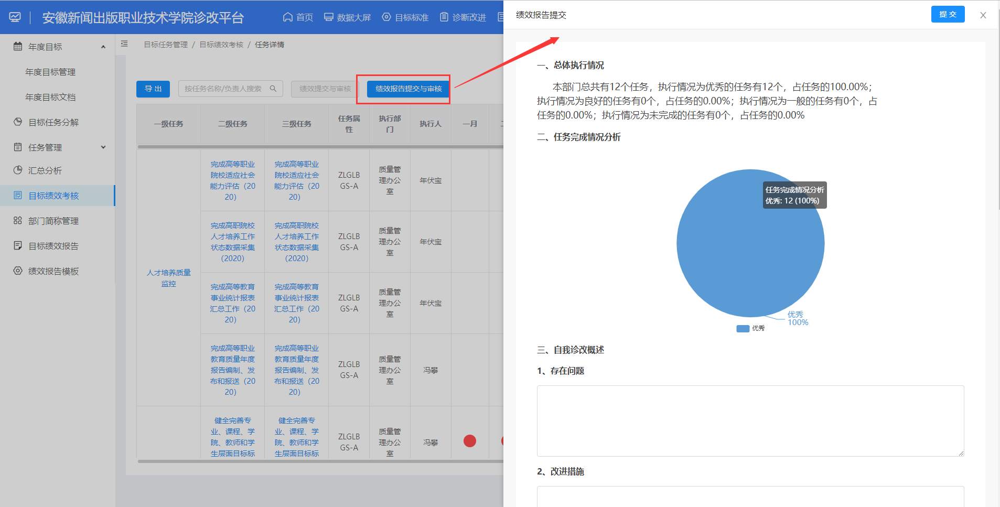 安徽新闻出版职业技术学院诊改平台
首页
数据大屏
目标标准
诊断改进
年度目标
年度目标管理
年度目标文档
目标任务分解
任务管理
汇总分析
目标绩效考核
部门简称管理
目标绩效报告
绩效报告模板
目标任务管理 / 目标绩效考核 / 任务详情
导 出
按任务名称/负责人搜索
绩效提交与审核
绩效报告提交与审核
一级任务
二级任务
三级任务
任务属
性
执行部
门
执行人
一月
人才培养质量
监控
完成高等职业
院校适应社会
能力评估（20
20）
完成高等职业
院校适应社会
能力评估（20
20）
ZLGLB
GS-A
质量管
理办公
室
年伏宝
完成高职院校
人才培养工作
状态数据采集
（2020）
完成高职院校
人才培养工作
状态数据采集
（2020）
ZLGLB
GS-A
质量管
理办公
室
年伏宝
完成高等教育
事业统计报表
汇总工作（20
20）
完成高等教育
事业统计报表
汇总工作（20
20）
ZLGLB
GS-A
质量管
理办公
室
年伏宝
完成高等职业
教育质量年度
报告编制、发
布和报送（20
20）
完成高等职业
教育质量年度
报告编制、发
布和报送（20
20）
ZLGLB
GS-A
质量管
理办公
室
冯攀
健全完善专
业、课程、学
院、教师和学
生层面目标标
健全完善专
业、课程、学
院、教师和学
生层面目标标
ZLGLB
GS-A
质量管
理办公
室
冯攀
绩效报告提交
提 交
一、总体执行情况
本部门总共有12个任务，执行情况为优秀的任务有12个，占任务的100.00%；
执行情况为良好的任务有0个，占任务的0.00%；执行情况为一般的任务有0个，占
任务的0.00%；执行情况为未完成的任务有0个，占任务的0.00%
二、任务完成情况分析
任务完成情况分析
优秀: 12 (100%)
优秀
100%
优秀
三、自我诊改概述
1、存在问题
2、改进措施